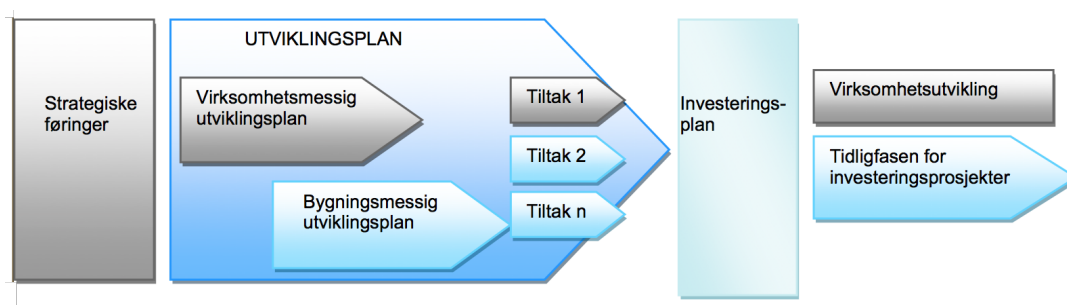 Strategiske
føringer
UTVIKLINGSPLAN
Virksomhetsmessig
utviklingsplan
Bygningsmessig
utviklingsplan
Tiltak 1
Tiltak 2
Tiltak n
Investerings-
plan
Virksomhetsutvikling
Tidligfasen for
investeringsprosjekter